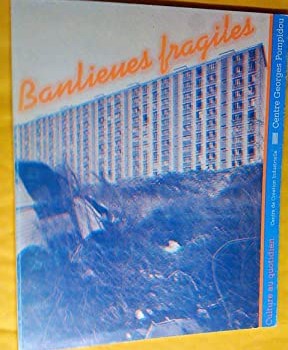 Banlieues fragiles
Culture au quotidien
Centre de Création Industrielle
Centre Georges Pompidou